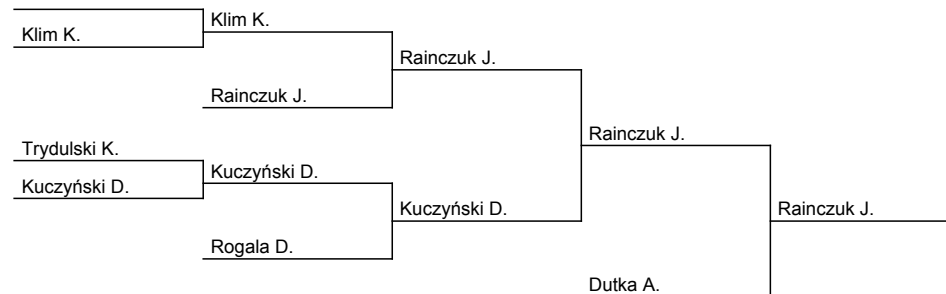 Klim K.
Klim K.
Rainczuk J.
Rainczuk J.
Trydulski K.
Rainczuk J.
Kuczyński D.
Kuczyński D.
Kuczyński D.
Rainczuk J.
Rogala D.
Dutka A.